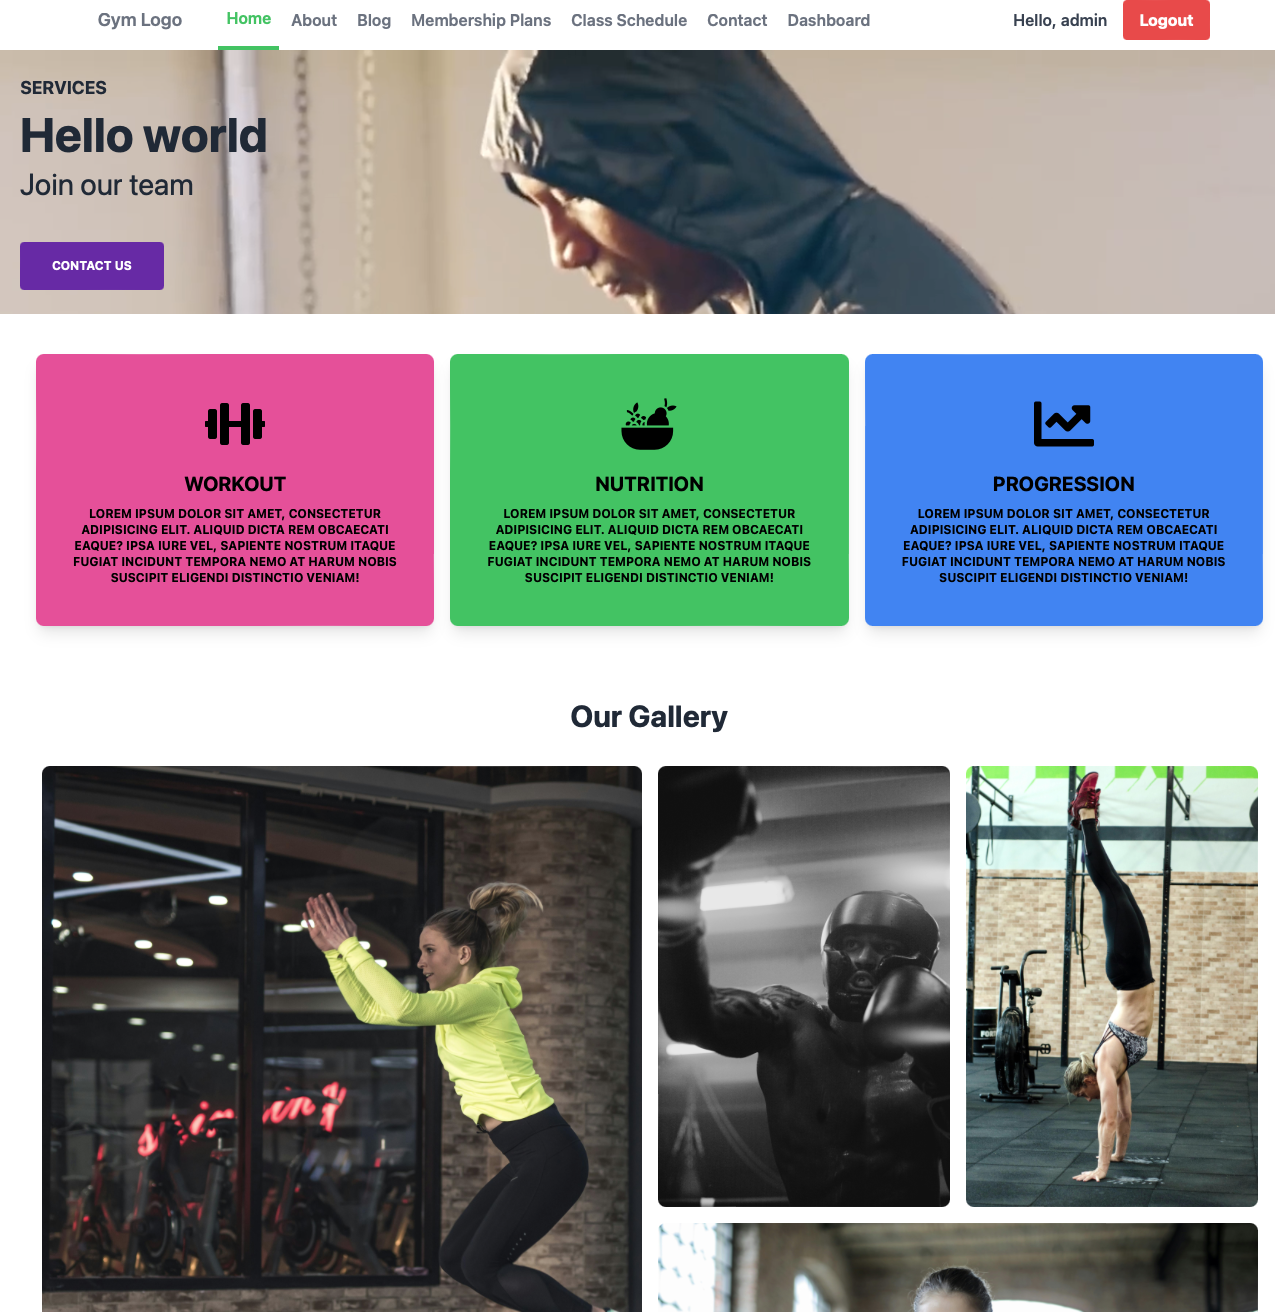 Gym Logo Home About Blog Membership Plans Class Schedule Contact Dashboard Hello, admin Logout
SERVICES
Hello world
Join our team
CONTACT US
WORKOUT
LOREM IPSUM DOLOR SIT AMET, CONSECTETUR
ADIPISICING ELIT. ALIQUID DICTA REM OBCAECATI
EAQUE? IPSA IURE VEL, SAPIENTE NOSTRUM ITAQUE
FUGIAT INCIDUNT TEMPORA NEMO AT HARUM NOBIS
SUSCIPIT ELIGENDI DISTINCTIO VENIAM!
NUTRITION
LOREM IPSUM DOLOR SIT AMET, CONSECTETUR
ADIPISICING ELIT. ALIQUID DICTA REM OBCAECATI
EAQUE? IPSA IURE VEL, SAPIENTE NOSTRUM ITAQUE
FUGIAT INCIDUNT TEMPORA NEMO AT HARUM NOBIS
SUSCIPIT ELIGENDI DISTINCTIO VENIAM!
PROGRESSION
LOREM IPSUM DOLOR SIT AMET, CONSECTETUR
ADIPISICING ELIT. ALIQUID DICTA REM OBCAECATI
EAQUE? IPSA IURE VEL, SAPIENTE NOSTRUM ITAQUE
FUGIAT INCIDUNT TEMPORA NEMO AT HARUM NOBIS
SUSCIPIT ELIGENDI DISTINCTIO VENIAM!
Our Gallery